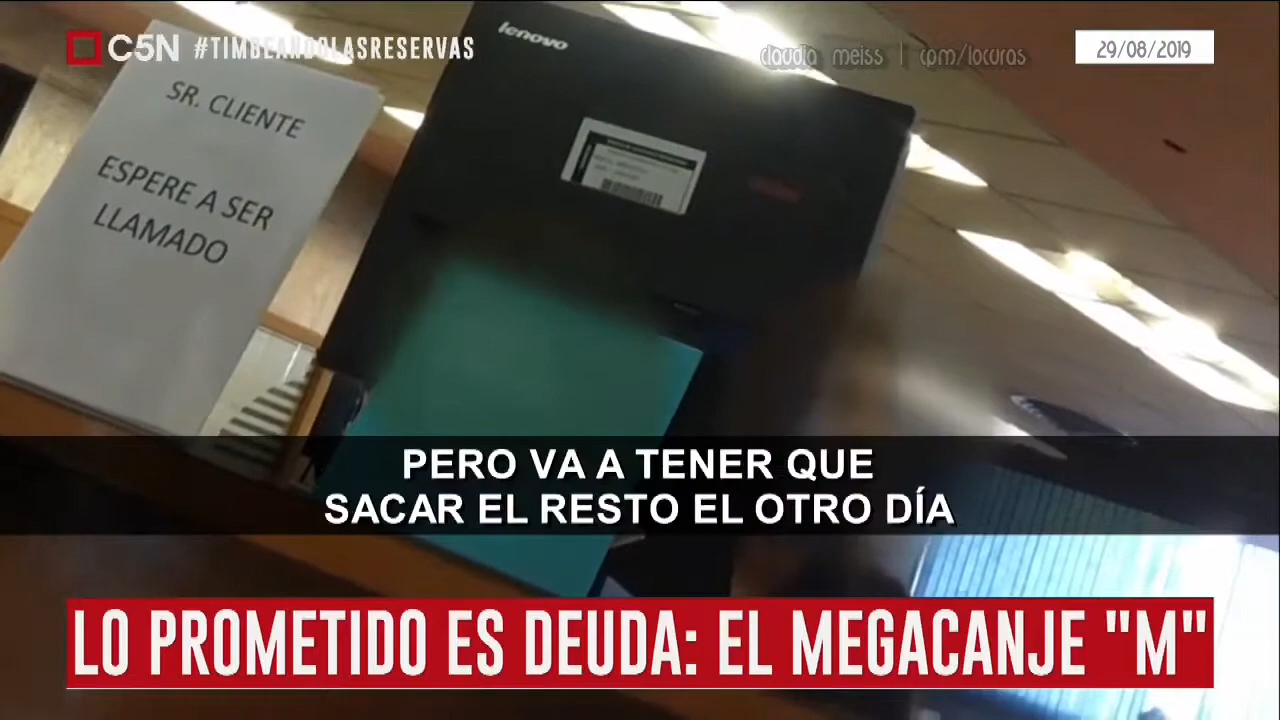 C5N #TIMBEANDOLASRESERVAS
claudia meiss | cpm/locuras
29/08/2019
lenovo
SR. CLIENTE
ESPERE A SER
LLAMADO
PERO VA A TENER QUE
SACAR EL RESTO EL OTRO DÍA
LO PROMETIDO ES DEUDA: EL MEGACANJE "M"